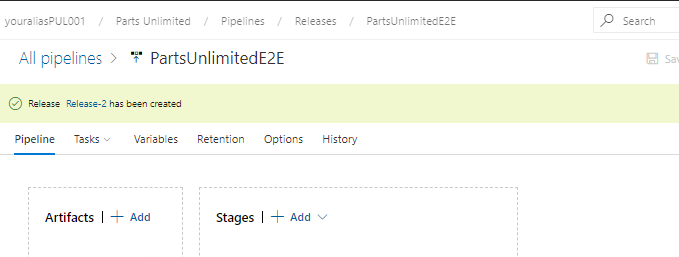 youraliasPUL001 / Parts Unlimited / Pipelines / Releases / PartsUnlimitedE2E
Search
All pipelines > PartsUnlimitedE2E
Release Release-2 has been created
Pipeline Tasks Variables Retention Options History
Artifacts | + Add Stages | + Add